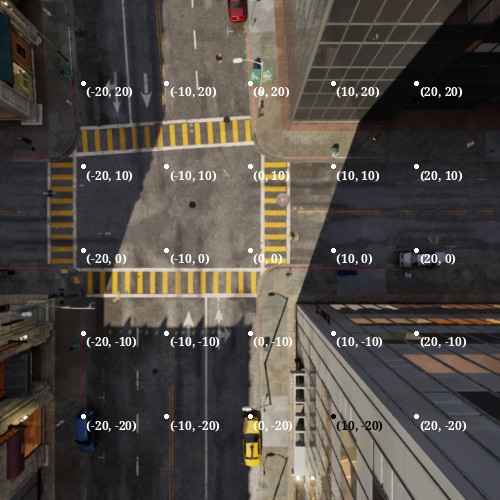 (-20, 20) (-10, 20) (0, 20) (10, 20) (20, 20)
(-20, 10) (-10, 10) (0, 10) (10, 10) (20, 10)
(-20, 0) (-10, 0) (0, 0) (10, 0) (20, 0)
(-20, -10) (-10, -10) (0, -10) (10, -10) (20, -10)
(-20, -20) (-10, -20) (0, -20) (10, -20) (20, -20)